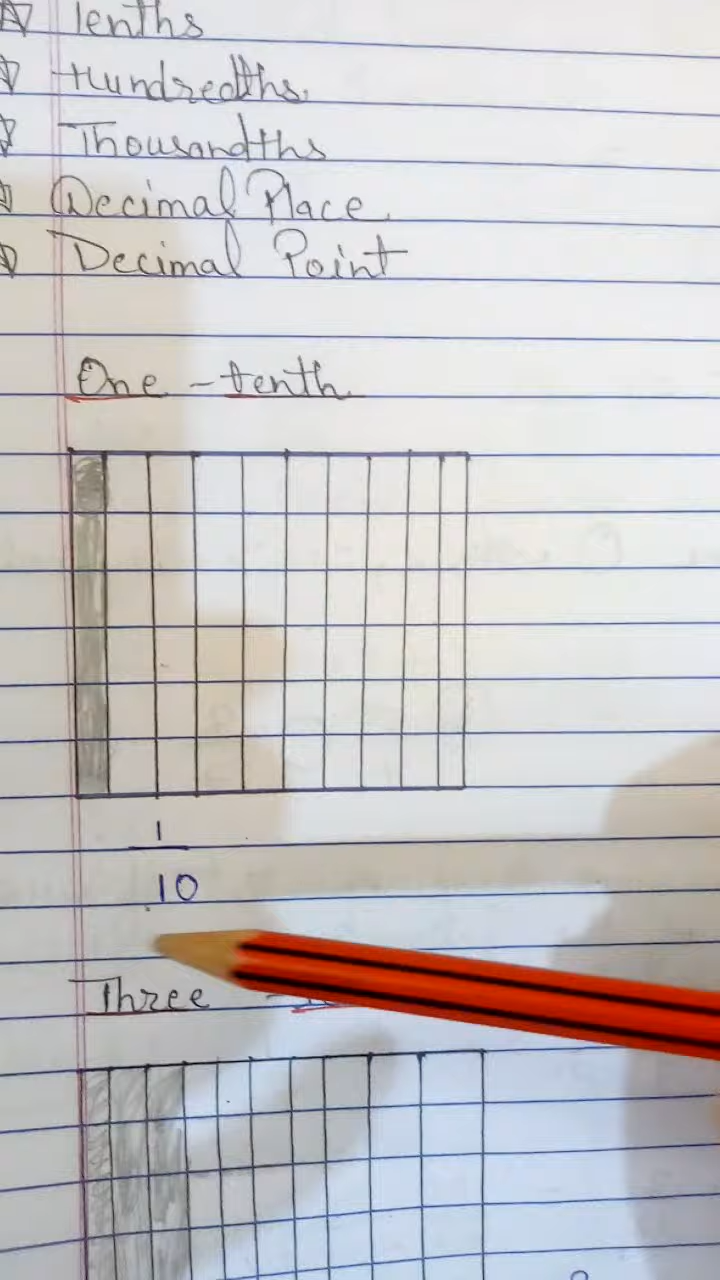 Tenths
Hundredths.
Thousandths
Decimal Place.
Decimal Point
One - tenth
1
10
Three